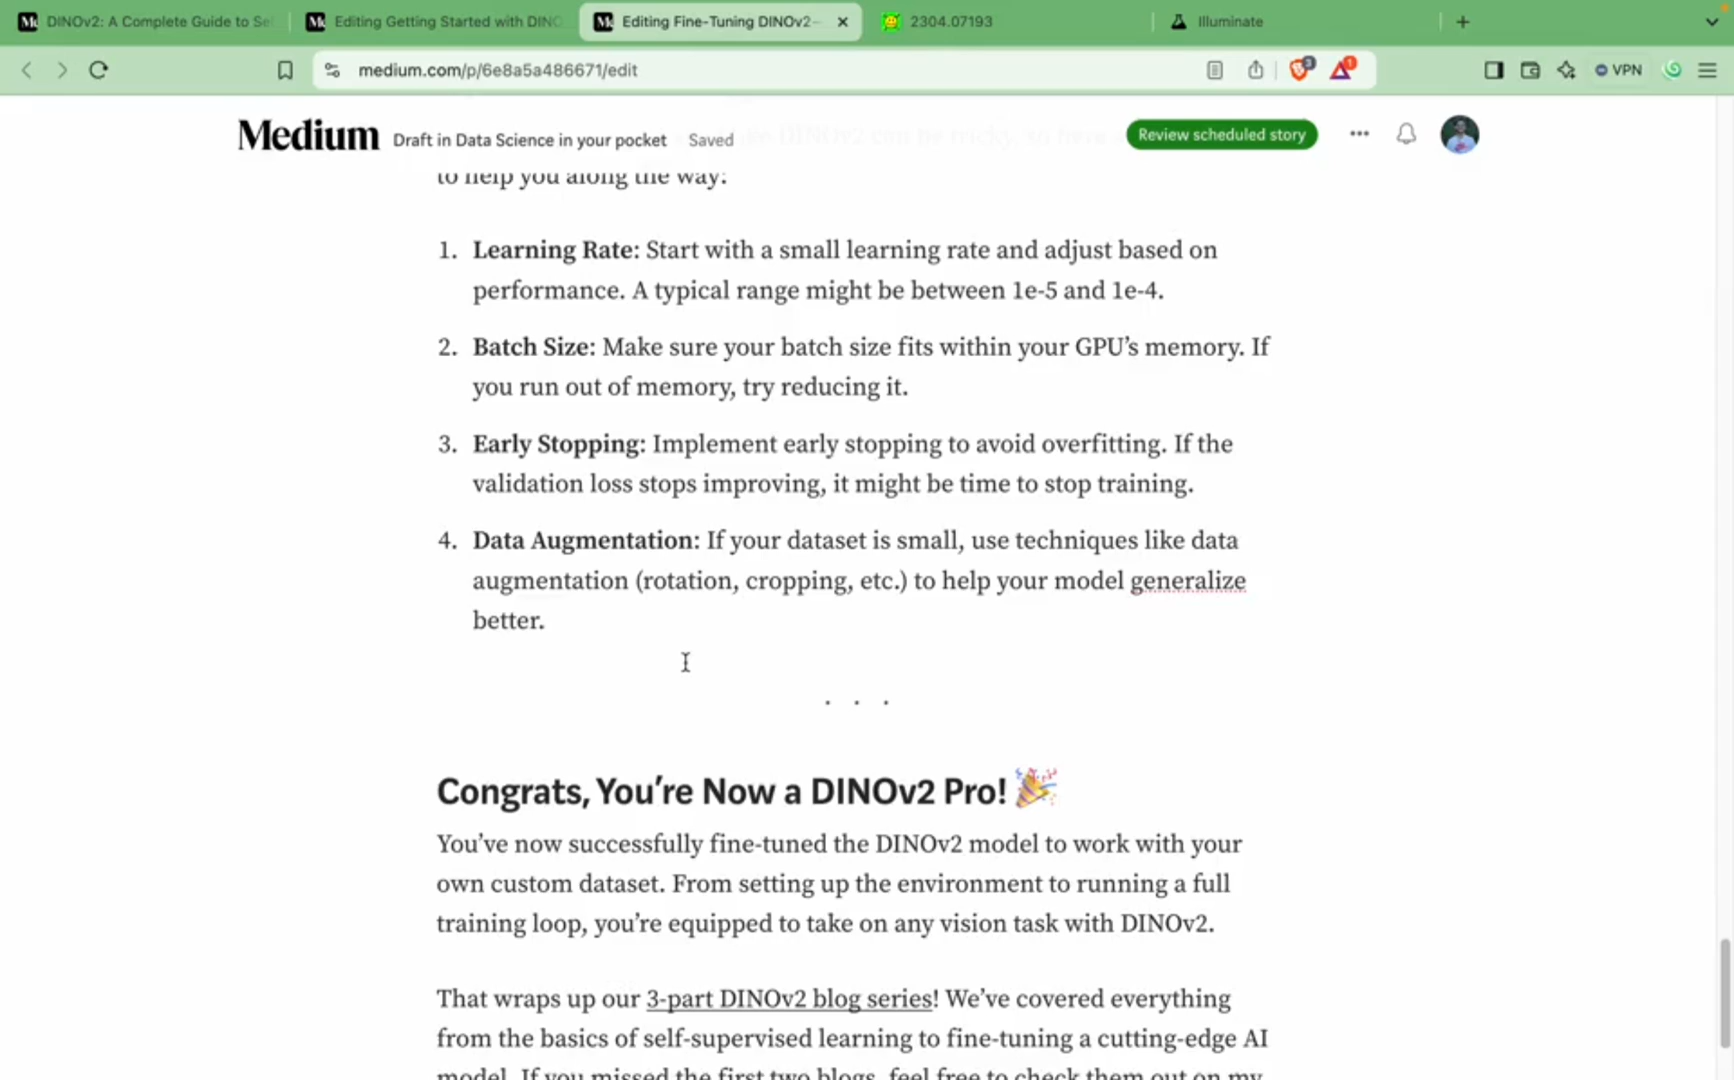 DINOv2: A Complete Guide to Se
Editing Getting Started with DINO
Editing Fine-Tuning DINOv2—
2304.07193
Illuminate
medium.com/p/6e8a5a486671/edit
3
1
VPN
Medium
Draft in Data Science in your pocket
Saved
DINOv2 can be tricky, so here
Review scheduled story
to help you along the way:
1. Learning Rate: Start with a small learning rate and adjust based on
performance. A typical range might be between 1e-5 and 1e-4.
2. Batch Size: Make sure your batch size fits within your GPU’s memory. If
you run out of memory, try reducing it.
3. Early Stopping: Implement early stopping to avoid overfitting. If the
validation loss stops improving, it might be time to stop training.
4. Data Augmentation: If your dataset is small, use techniques like data
augmentation (rotation, cropping, etc.) to help your model generalize
better.
. . .
Congrats, You’re Now a DINOv2 Pro! 🎉
You’ve now successfully fine-tuned the DINOv2 model to work with your
own custom dataset. From setting up the environment to running a full
training loop, you’re equipped to take on any vision task with DINOv2.
That wraps up our 3-part DINOv2 blog series! We’ve covered everything
from the basics of self-supervised learning to fine-tuning a cutting-edge AI
model. If you missed the first two blogs, feel free to check them out on my